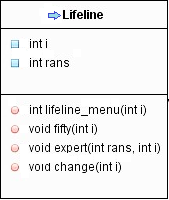 Lifeline
int i
int rans
int lifeline_menu(int i)
void fifty(int i)
void expert(int rans, int i)
void change(int i)